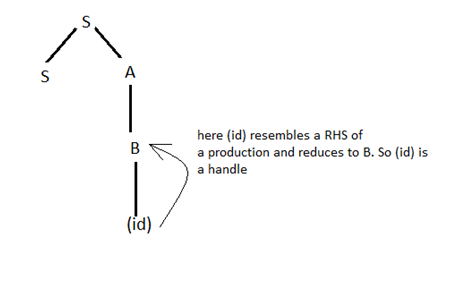 S
S
A
B
(id)
here (id) resembles a RHS of
a production and reduces to B. So (id) is
a handle